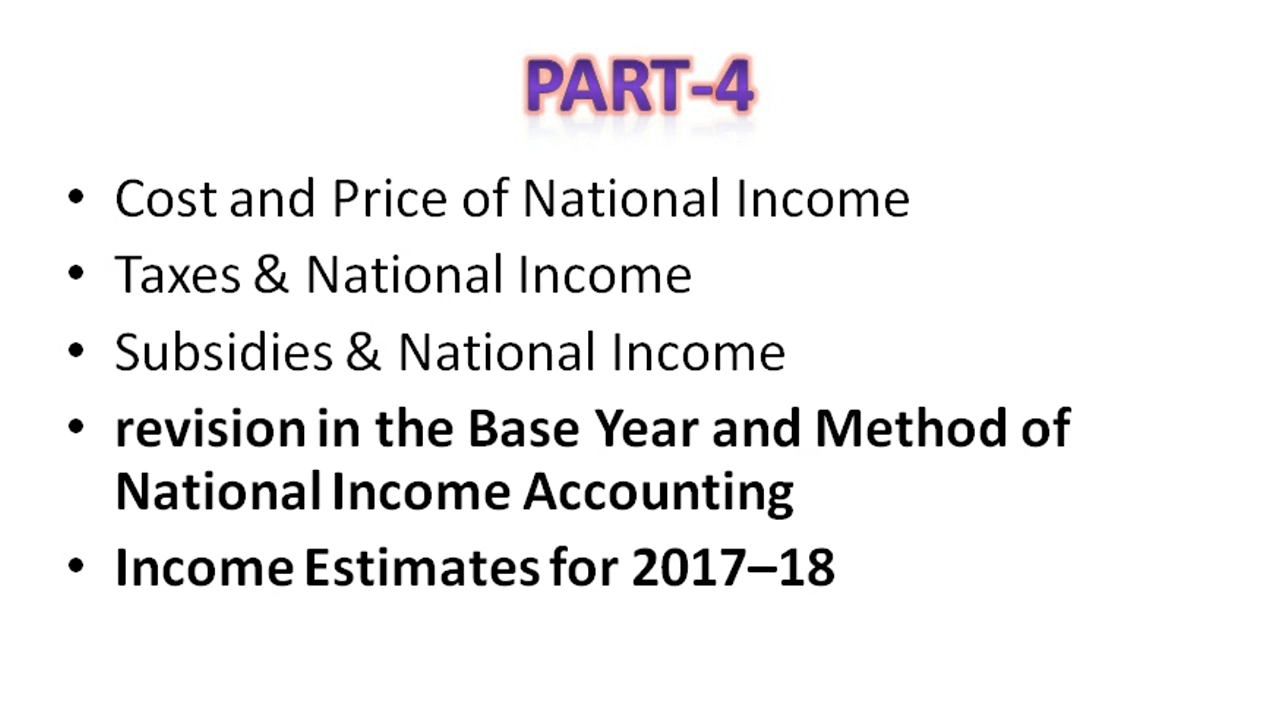 PART-4
• Cost and Price of National Income
• Taxes & National Income
• Subsidies & National Income
• revision in the Base Year and Method of
National Income Accounting
• Income Estimates for 2017–18